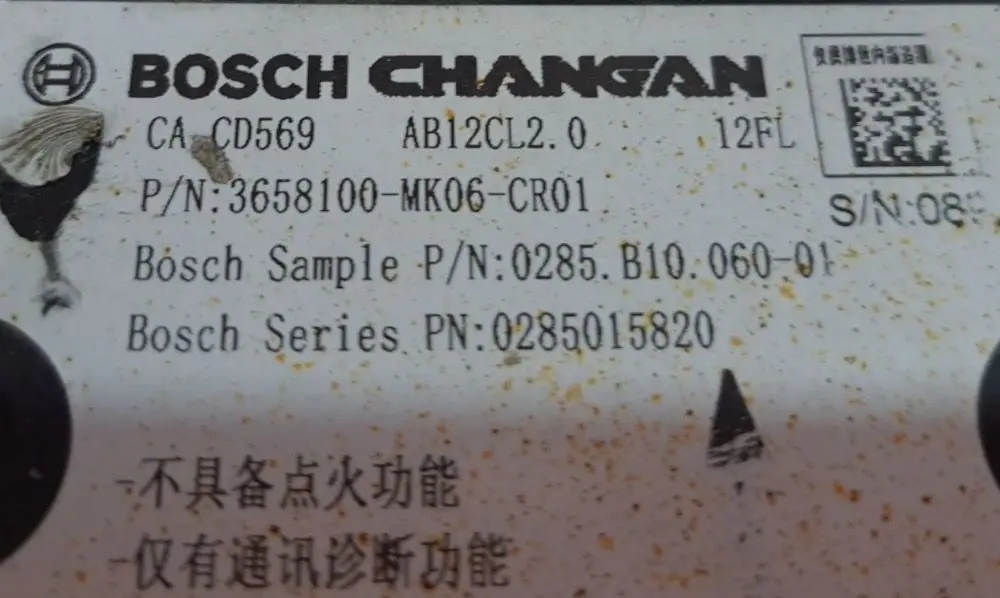 BOSCH CHANGAN
CA CD569 AB12CL2.0 12FL
P/N:3658100-MK06-CR01
S/N:08
Bosch Sample P/N:0285.B10.060-01
Bosch Series PN:0285015820
-不具备点火功能
-仅有通讯诊断功能